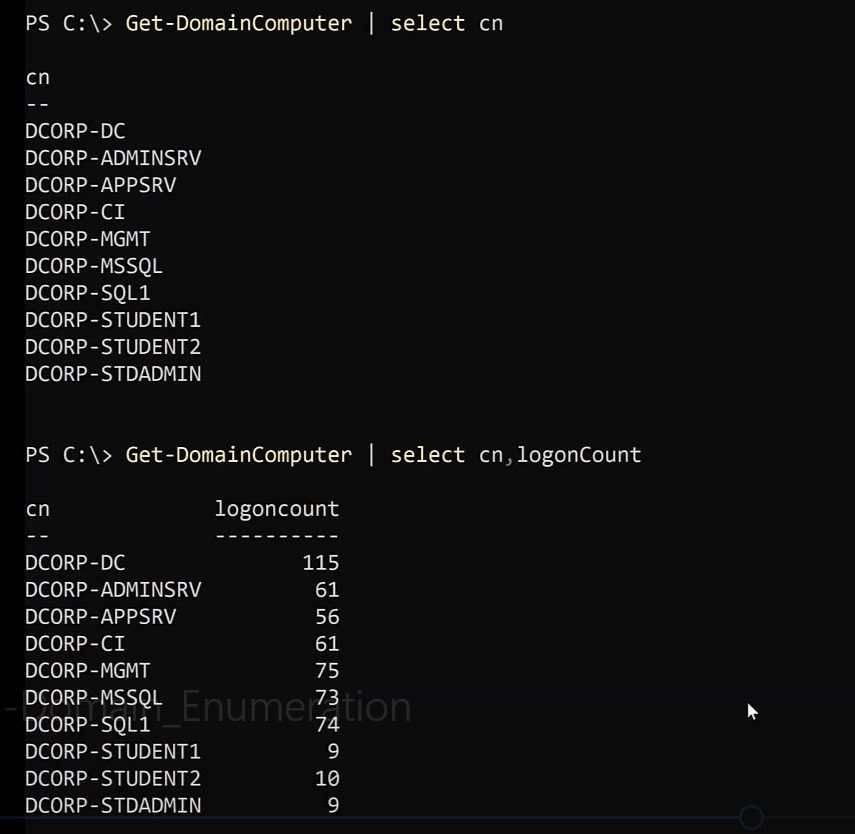 PS C:\> Get-DomainComputer | select cn
cn
--
DCORP-DC
DCORP-ADMINSRV
DCORP-APPSRV
DCORP-CI
DCORP-MGMT
DCORP-MSSQL
DCORP-SQL1
DCORP-STUDENT1
DCORP-STUDENT2
DCORP-STDADMIN
PS C:\> Get-DomainComputer | select cn,logonCount
cn logoncount
-- ----------
DCORP-DC 115
DCORP-ADMINSRV 61
DCORP-APPSRV 56
DCORP-CI 61
DCORP-MGMT 75
DCORP-MSSQL 73
-Domain_Enumeration
DCORP-SQL1 74
DCORP-STUDENT1 9
DCORP-STUDENT2 10
DCORP-STDADMIN 9